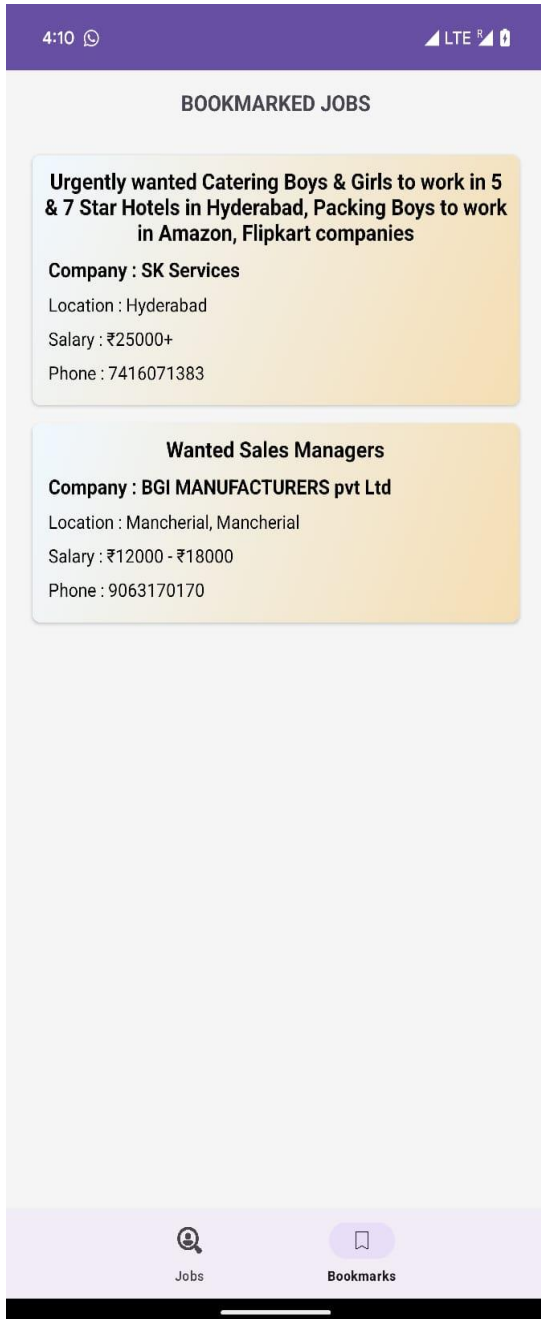 4:10
LTE R
BOOKMARKED JOBS
Urgently wanted Catering Boys & Girls to work in 5
& 7 Star Hotels in Hyderabad, Packing Boys to work
in Amazon, Flipkart companies
Company : SK Services
Location : Hyderabad
Salary : ₹25000+
Phone : 7416071383
Wanted Sales Managers
Company : BGI MANUFACTURERS pvt Ltd
Location : Mancherial, Mancherial
Salary : ₹12000 - ₹18000
Phone : 9063170170
Jobs
Bookmarks